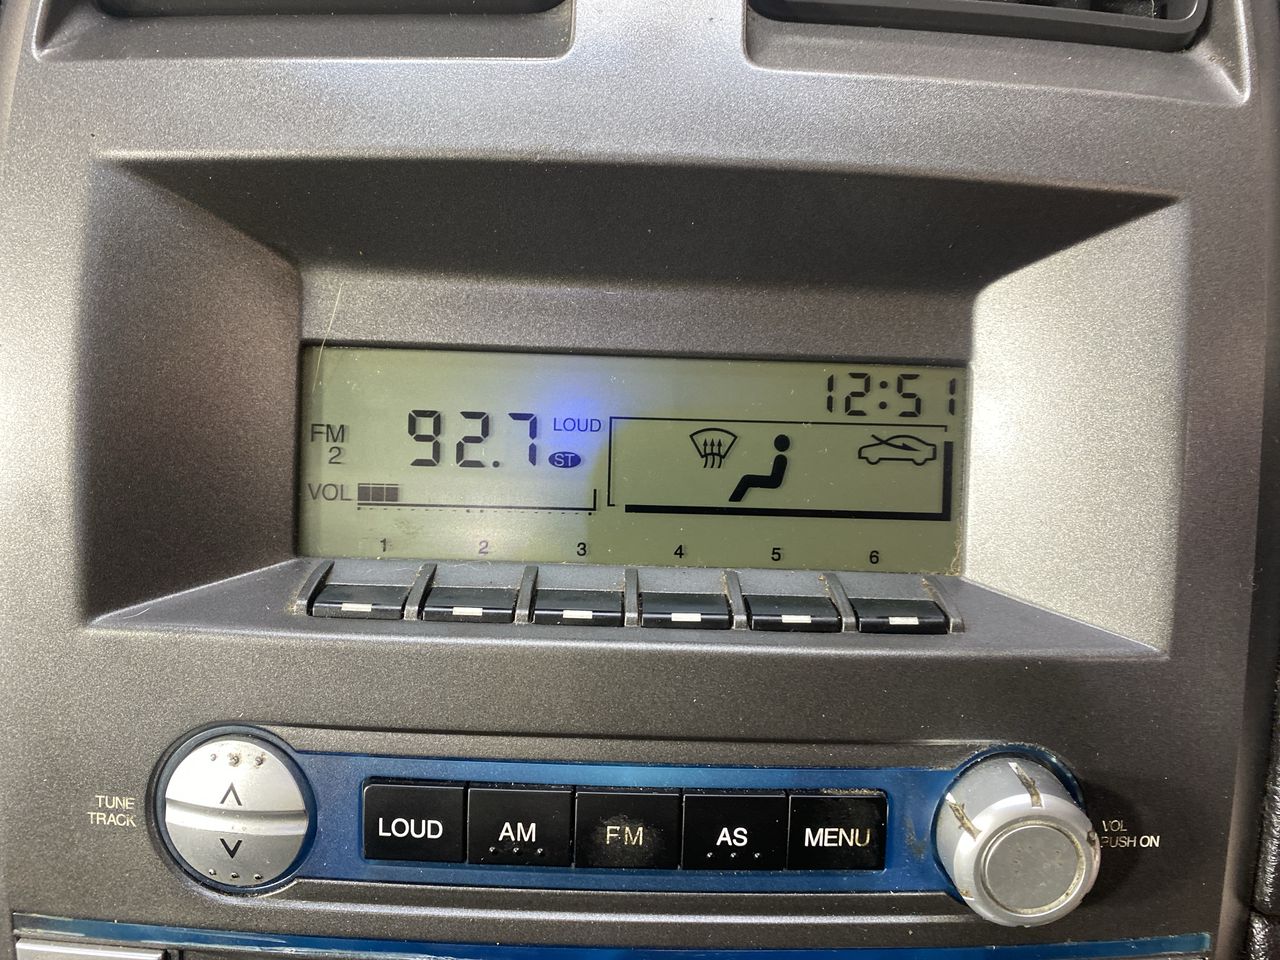 12:51
FM 92.7 LOUD
2 ST
VOL
1 2 3 4 5 6
TUNE
TRACK
LOUD AM FM AS MENU
VOL
PUSH ON